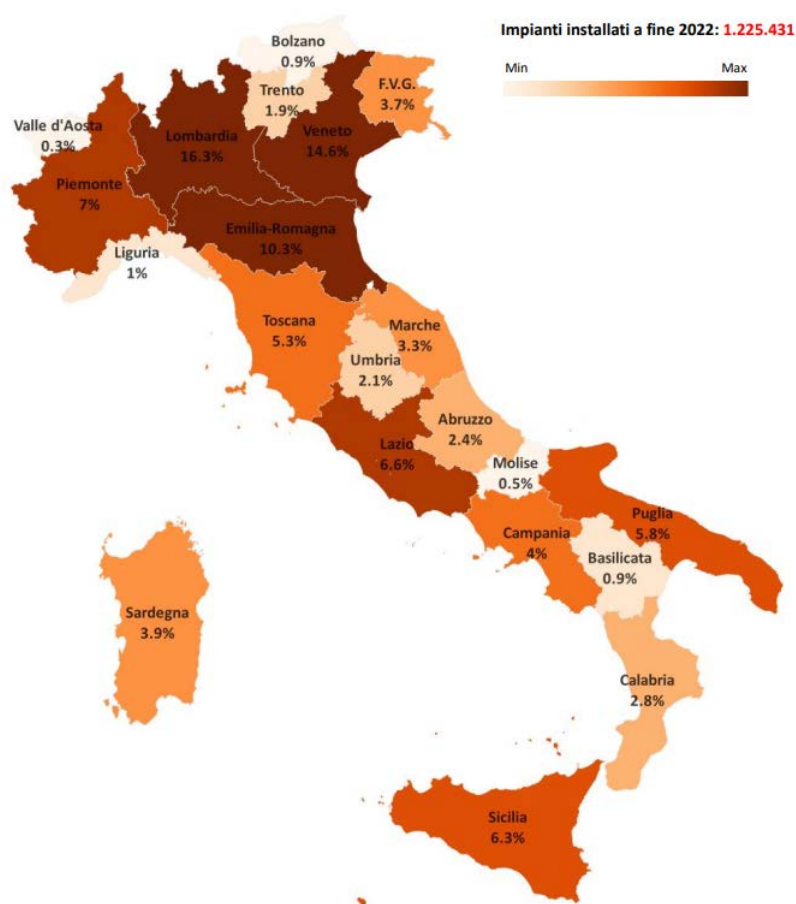 Impianti installati a fine 2022: 1.225.431
Min Max
Bolzano
0.9%
Trento
1.9%
F.V.G.
3.7%
Valle d'Aosta
0.3%
Lombardia
16.3%
Veneto
14.6%
Piemonte
7%
Emilia-Romagna
10.3%
Liguria
1%
Toscana
5.3%
Marche
3.3%
Umbria
2.1%
Abruzzo
2.4%
Lazio
6.6%
Molise
0.5%
Puglia
5.8%
Campania
4%
Basilicata
0.9%
Sardegna
3.9%
Calabria
2.8%
Sicilia
6.3%